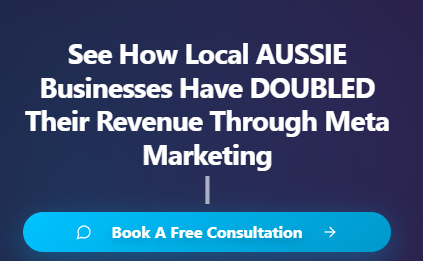 See How Local AUSSIE
Businesses Have DOUBLED
Their Revenue Through Meta
Marketing
Book A Free Consultation